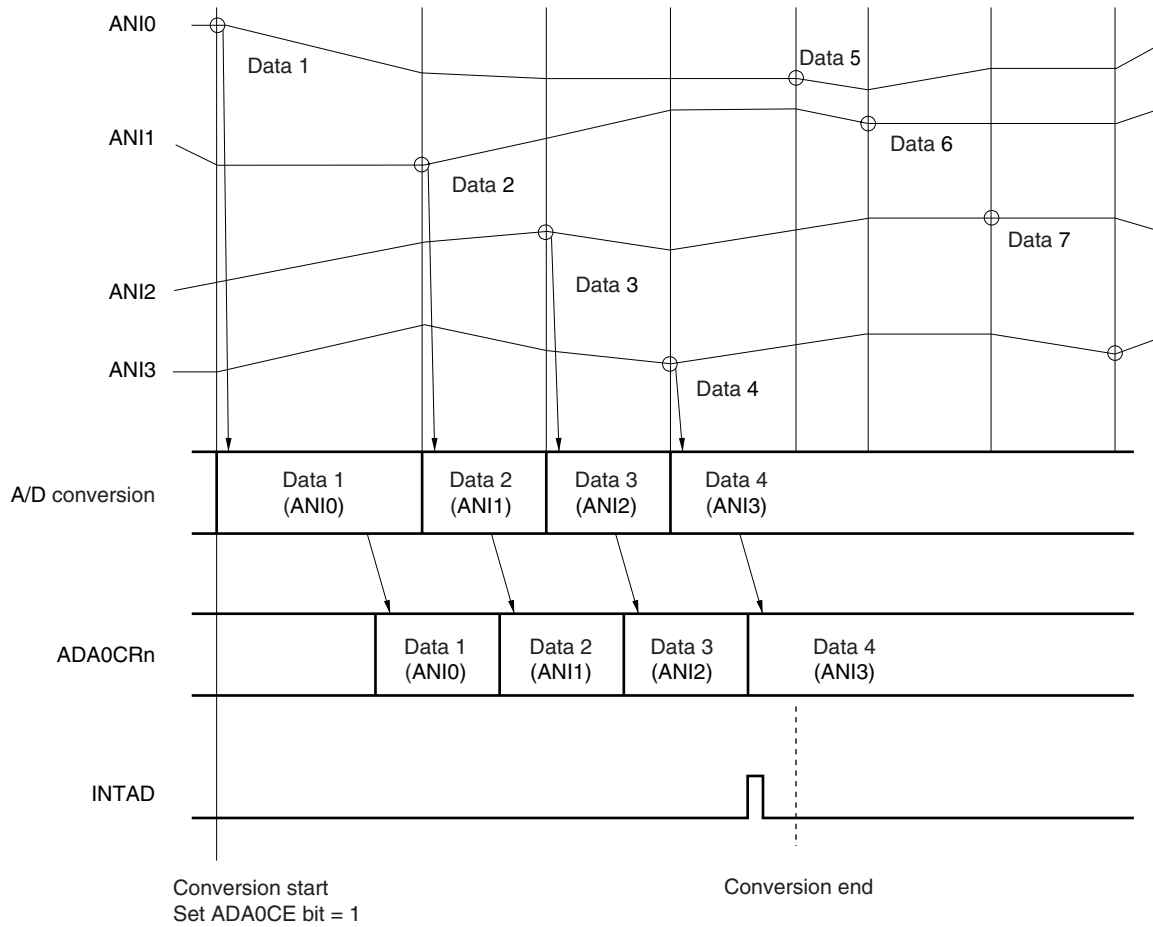 ANI0
Data 1
Data 5
ANI1
Data 6
Data 2
Data 7
Data 3
ANI2
ANI3
Data 4
A/D conversion
Data 1
(ANI0)
Data 2
(ANI1)
Data 3
(ANI2)
Data 4
(ANI3)
ADA0CRn
Data 1
(ANI0)
Data 2
(ANI1)
Data 3
(ANI2)
Data 4
(ANI3)
INTAD
Conversion start
Set ADA0CE bit = 1
Conversion end